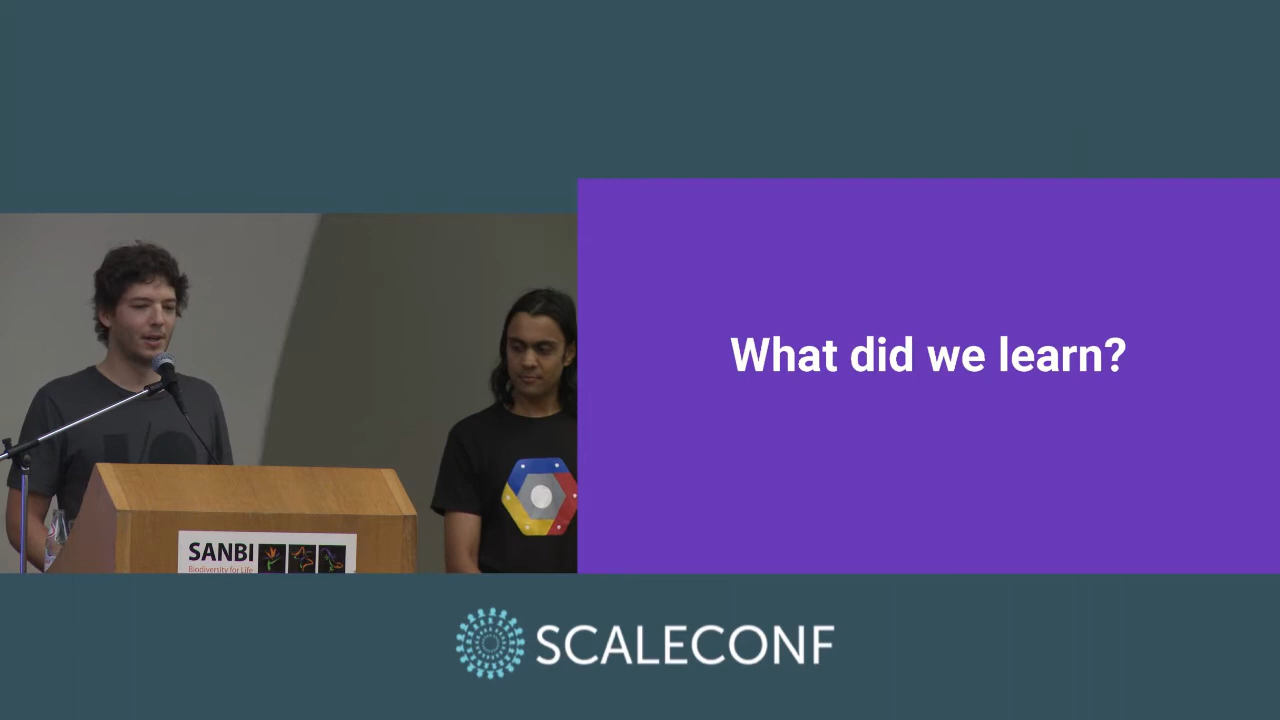 What did we learn?
I/O
SANBI
Biodiversity for Life
SCALECONF